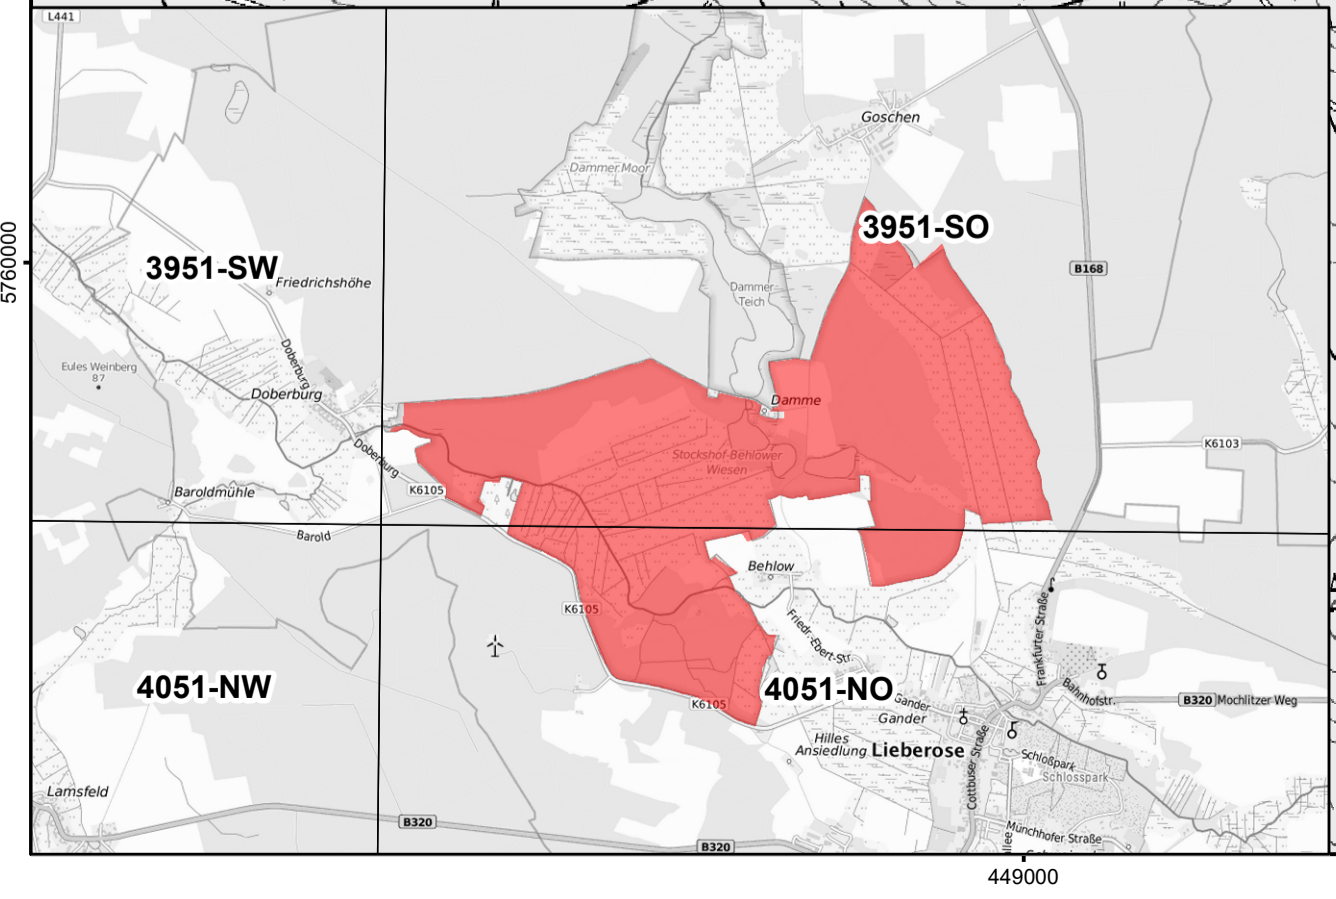 L441
Goschen
Dammer Moor
3951-SO
5760000
3951-SW
B168
Friedrichshöhe
Dammer
Teich
Doberburg
Eules Weinberg
87
Doberburg
Damme
K6103
Doberburg
Stockshof-Behlower
Wiesen
K6105
Baroldmühle
Barold
Behlow
K6105
Frankfurter Straße
Friedr.-Ebert-Str.
4051-NW
4051-NO
Bahnhofstr.
K6105
Gander
B320 Mochlitzer Weg
Gander
Hilles
Ansiedlung
Lieberose
Cottbuser Straße
Schloßpark
Schlosspark
Lamsfeld
B320
Münchhofer Straße
B320
449000